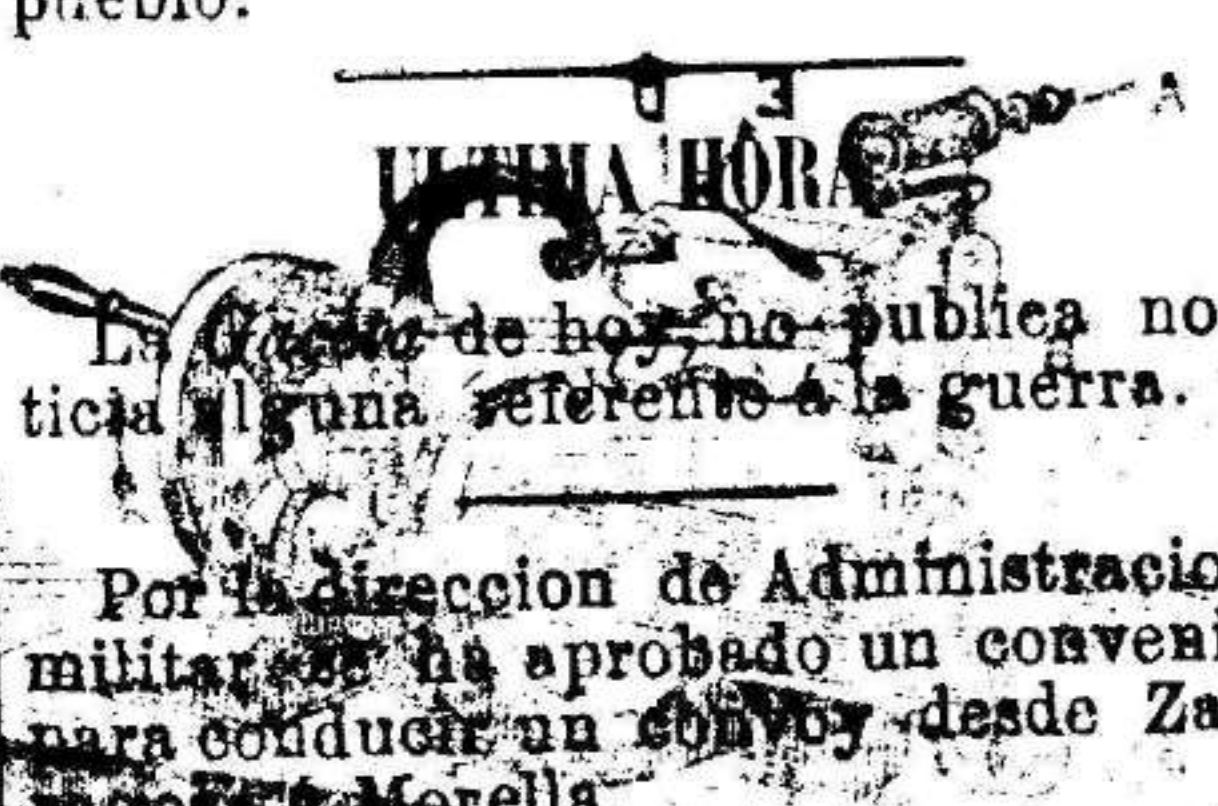 pueblo.
ULTIMA HORA
A
La Gaceta de hoy, no publica no
ticia alguna referente á la guerra.
Por la direccion de Administracio
militar se ha aprobado un conveni
para conducir un convoy desde Za
Morella